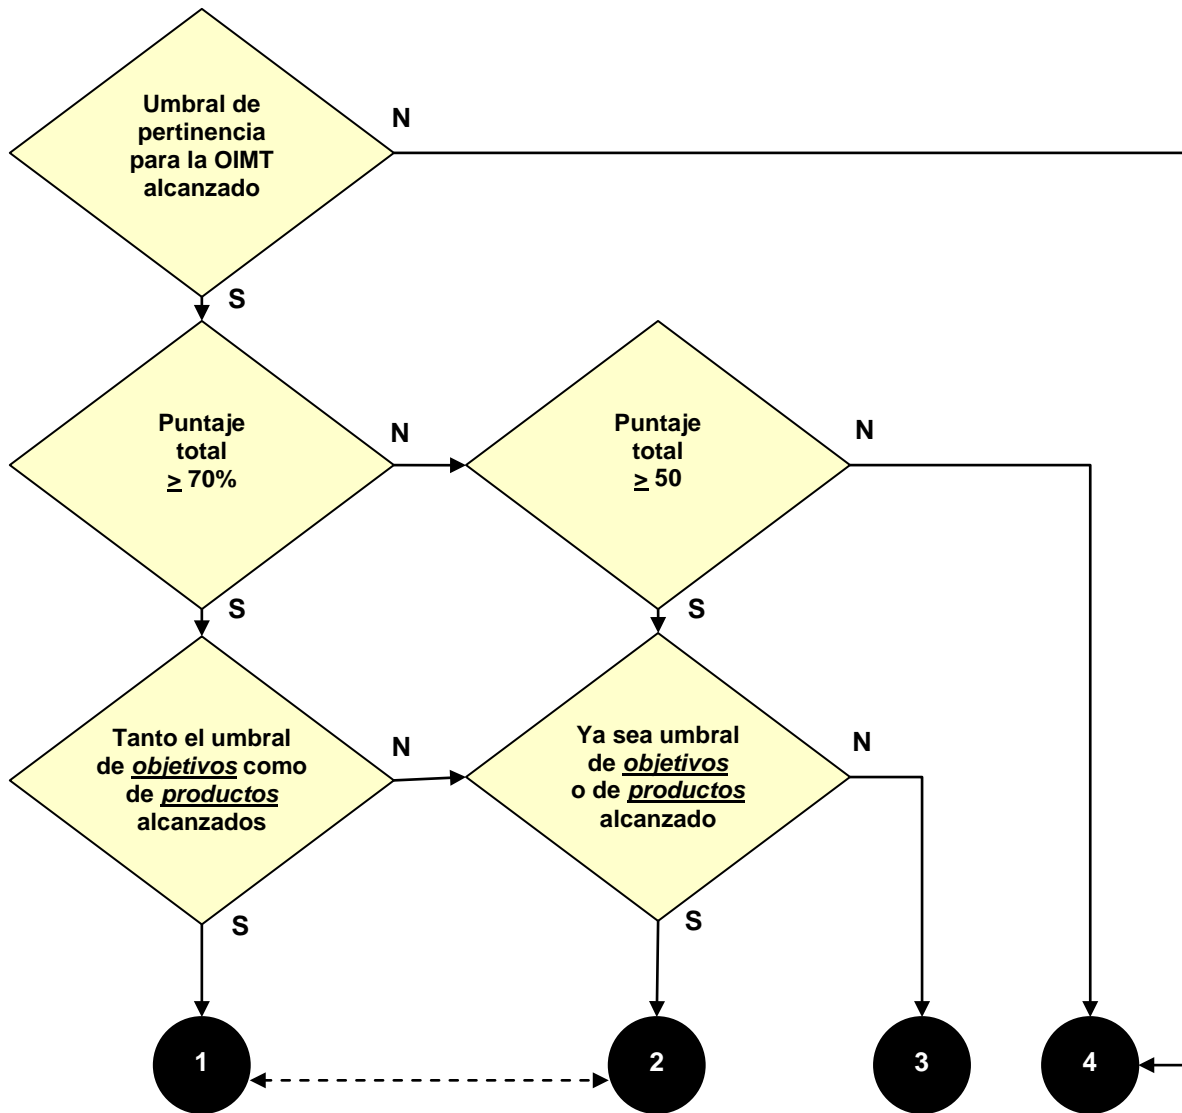 Umbral de
pertinencia
para la OIMT
alcanzado
N
S
Puntaje
total
≥ 70%
N
Puntaje
total
≥ 50
N
S
S
Tanto el umbral
de objetivos como
de productos
alcanzados
N
Ya sea umbral
de objetivos
o de productos
alcanzado
N
S
S
1
2
3
4